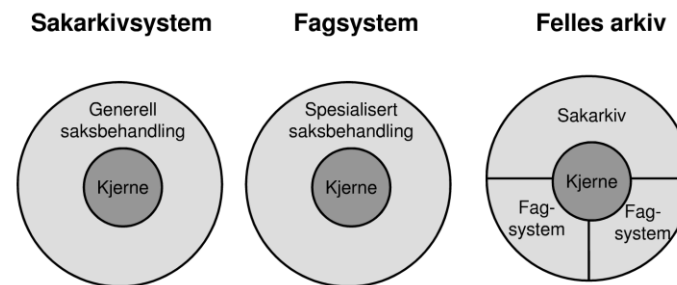 Sakarkivsystem
Fagsystem
Felles arkiv
Generell
saksbehandling
Kjerne
Spesialisert
saksbehandling
Kjerne
Sakarkiv
Kjerne
Fag-
system
Fag-
system